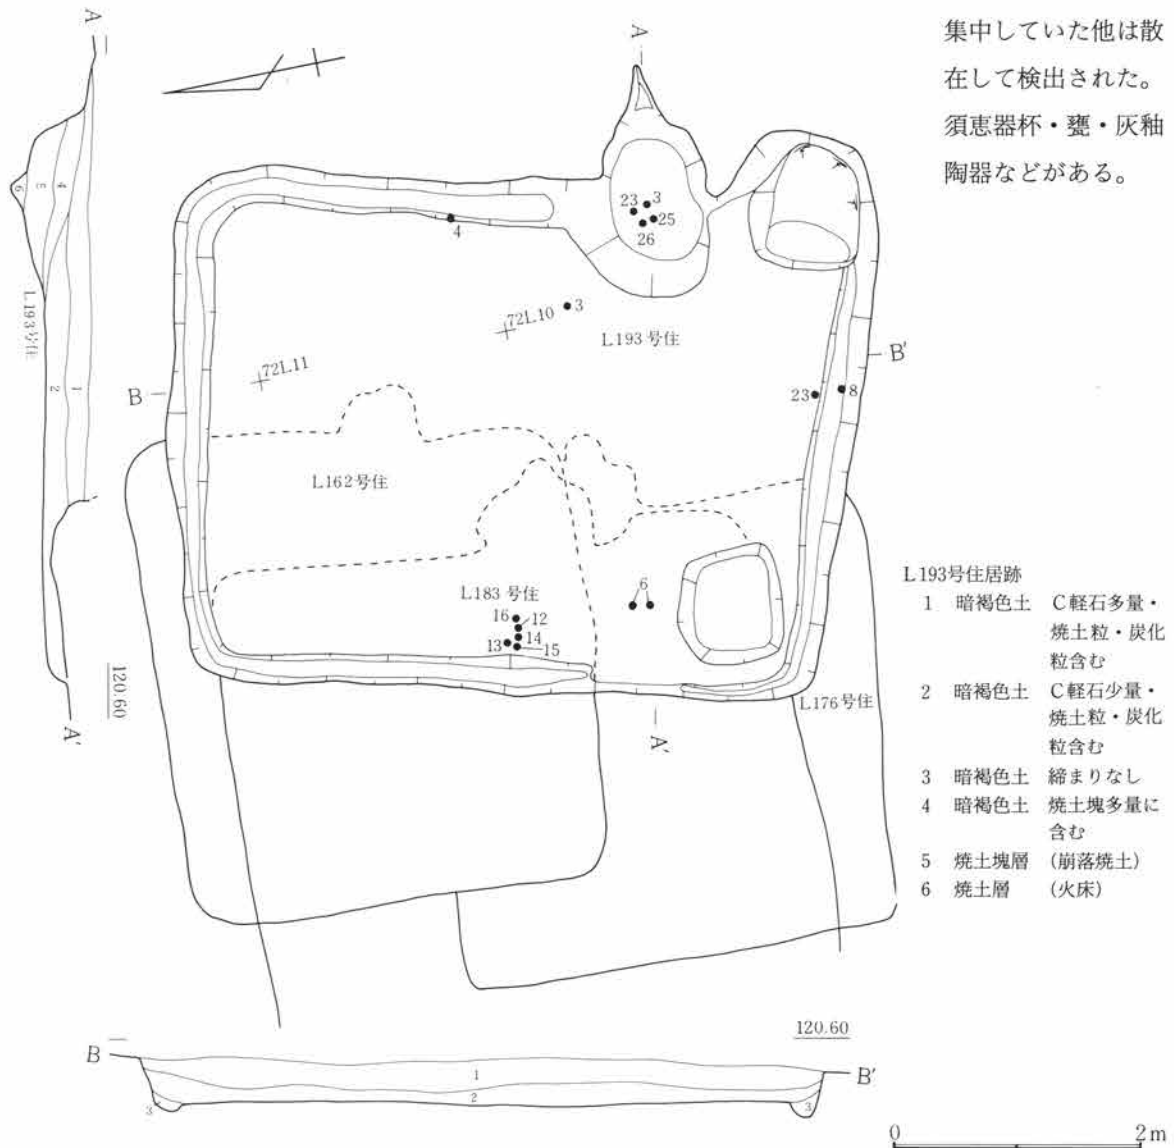 集中していた他は散
在して検出された。
須恵器杯・甕・灰釉
陶器などがある。
A
A
23
3
25
26
4
3
72L10
L193号住
72L11
B
B'
23
8
L162号住
L183号住
6
16
12
14
13
15
L176号住
A'
6
5
4
L193号住
2
1
120.60
A'
L193号住居跡
1 暗褐色土 C軽石多量・
焼土粒・炭化
粒含む
2 暗褐色土 C軽石少量・
焼土粒・炭化
粒含む
3 暗褐色土 締まりなし
4 暗褐色土 焼土塊多量に
含む
5 焼土塊層 (崩落焼土)
6 焼土層 (火床)
120.60
B
B'
1
2
3
3
0 2m